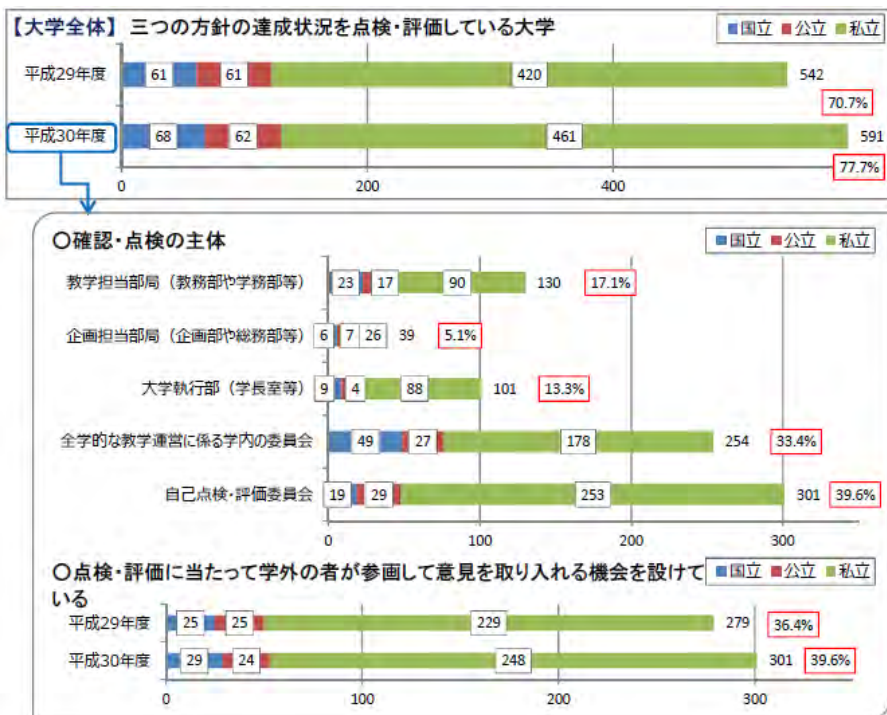 【大学全体】 三つの方針の達成状況を点検・評価している大学
国立 公立 私立
平成29年度 61 61 420 542
70.7%
平成30年度 68 62 461 591
77.7%
0 200 400
○確認・点検の主体
国立 公立 私立
教学担当部局（教務部や学務部等） 23 17 90 130 17.1%
企画担当部局（企画部や総務部等） 6 7 26 39 5.1%
大学執行部（学長室等） 9 4 88 101 13.3%
全学的な教学運営に係る学内の委員会 49 27 178 254 33.4%
自己点検・評価委員会 19 29 253 301 39.6%
0 100 200 300
○点検・評価に当たって学外の者が参画して意見を取り入れる機会を設けて
いる
国立 公立 私立
平成29年度 25 25 229 279 36.4%
平成30年度 29 24 248 301 39.6%
0 100 200 300